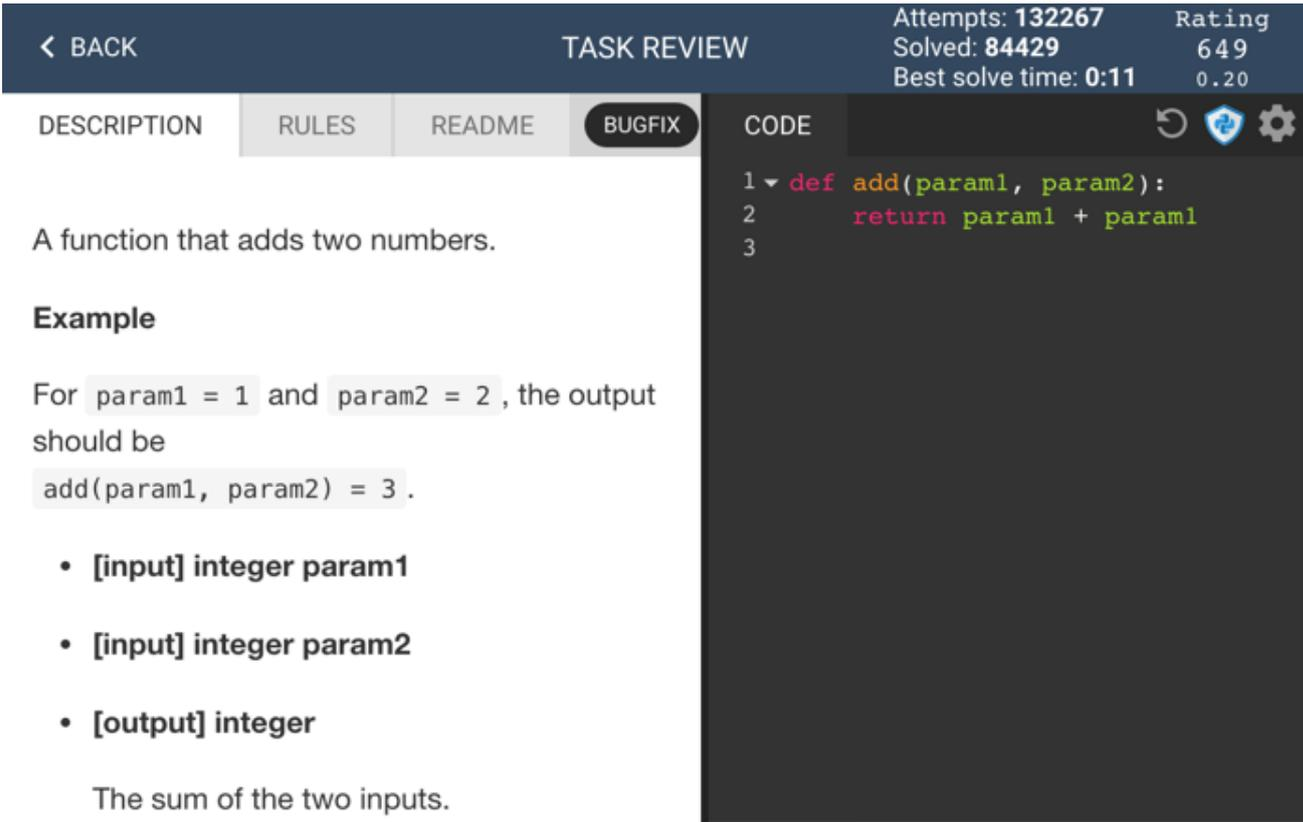 BACK
TASK REVIEW
Attempts: 132267
Solved: 84429
Best solve time: 0:11
Rating
649
0.20
DESCRIPTION
RULES
README
BUGFIX
A function that adds two numbers.
Example
For param1 = 1 and param2 = 2 , the output
should be
add(param1, param2) = 3 .
• [input] integer param1
• [input] integer param2
• [output] integer
The sum of the two inputs.
CODE
1 def add(param1, param2):
2 return param1 + param1
3